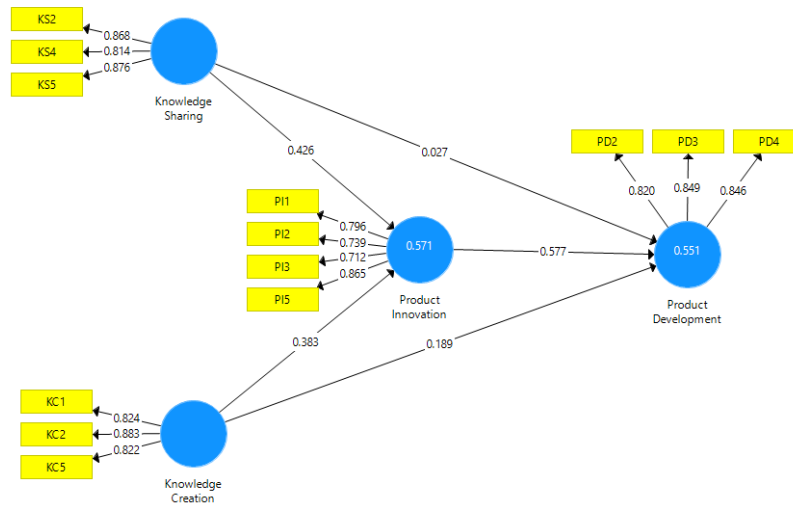 KS2
0.868
KS4
0.814
KS5
0.876
Knowledge
Sharing
0.426
0.027
PD2
PD3
PD4
0.820
0.849
0.846
PI1
0.796
PI2
0.739
PI3
0.712
PI5
0.865
0.571
Product
Innovation
0.577
0.551
Product
Development
0.383
0.189
KC1
0.824
KC2
0.883
KC5
0.822
Knowledge
Creation